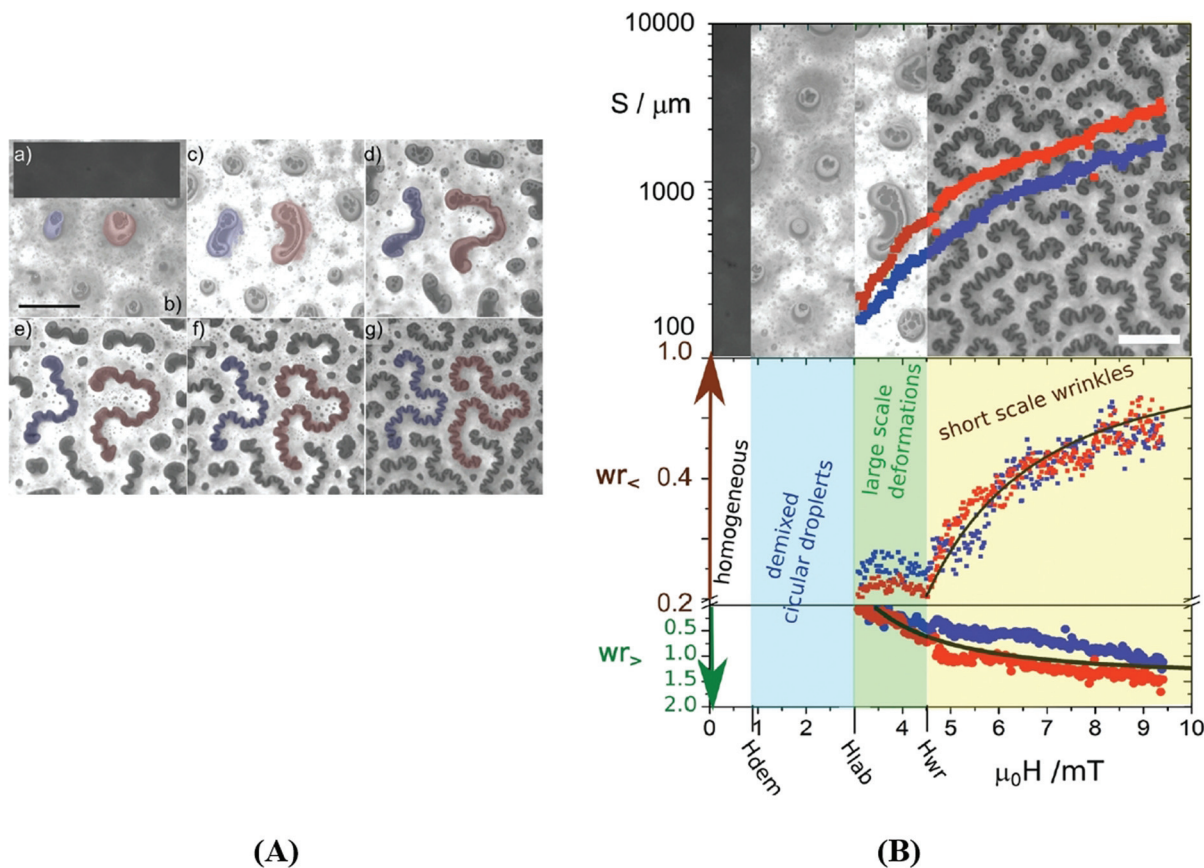 a)
b)
c)
d)
e)
f)
g)
(A)
10000
S / μm
1000
100
1.0
wr<
0.4
0.2
0.5
wr>
1.0
1.5
2.0
homogeneous
demixed
cicular droplerts
large scale
deformations
short scale wrinkles
0 1 2 3 4 5 6 7 8 9 10
Hdem
Hlab
Hwr
μ0H /mT
(B)